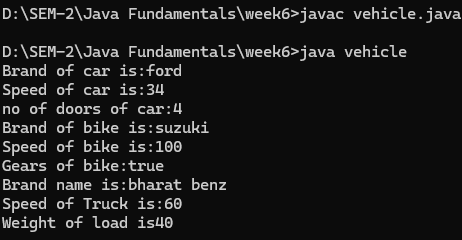 D:\SEM-2\Java Fundamentals\week6>javac vehicle.java
D:\SEM-2\Java Fundamentals\week6>java vehicle
Brand of car is:ford
Speed of car is:34
no of doors of car:4
Brand of bike is:suzuki
Speed of bike is:100
Gears of bike:true
Brand name is:bharat benz
Speed of Truck is:60
Weight of load is40